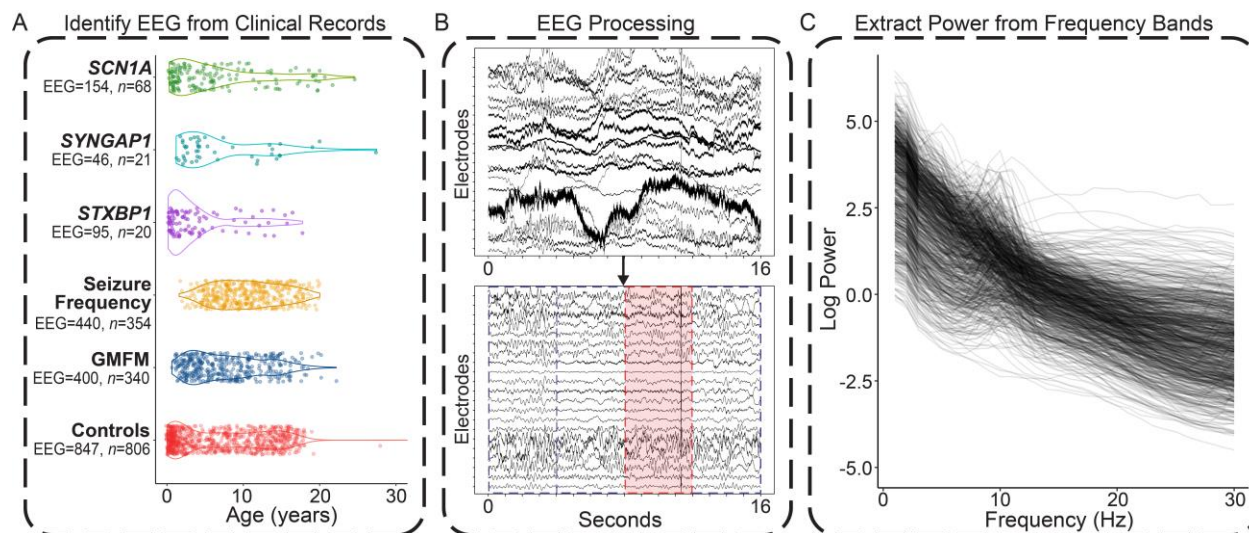 A Identify EEG from Clinical Records
SCN1A
EEG=154, n=68
SYNGAP1
EEG=46, n=21
STXBP1
EEG=95, n=20
Seizure
Frequency
EEG=440, n=354
GMFM
EEG=400, n=340
Controls
EEG=847, n=806
0 10 20 30
Age (years)
B EEG Processing
Electrodes
0 16
Electrodes
0 16
Seconds
C Extract Power from Frequency Bands
Log Power
5.0
2.5
0.0
-2.5
-5.0
0 10 20 30
Frequency (Hz)